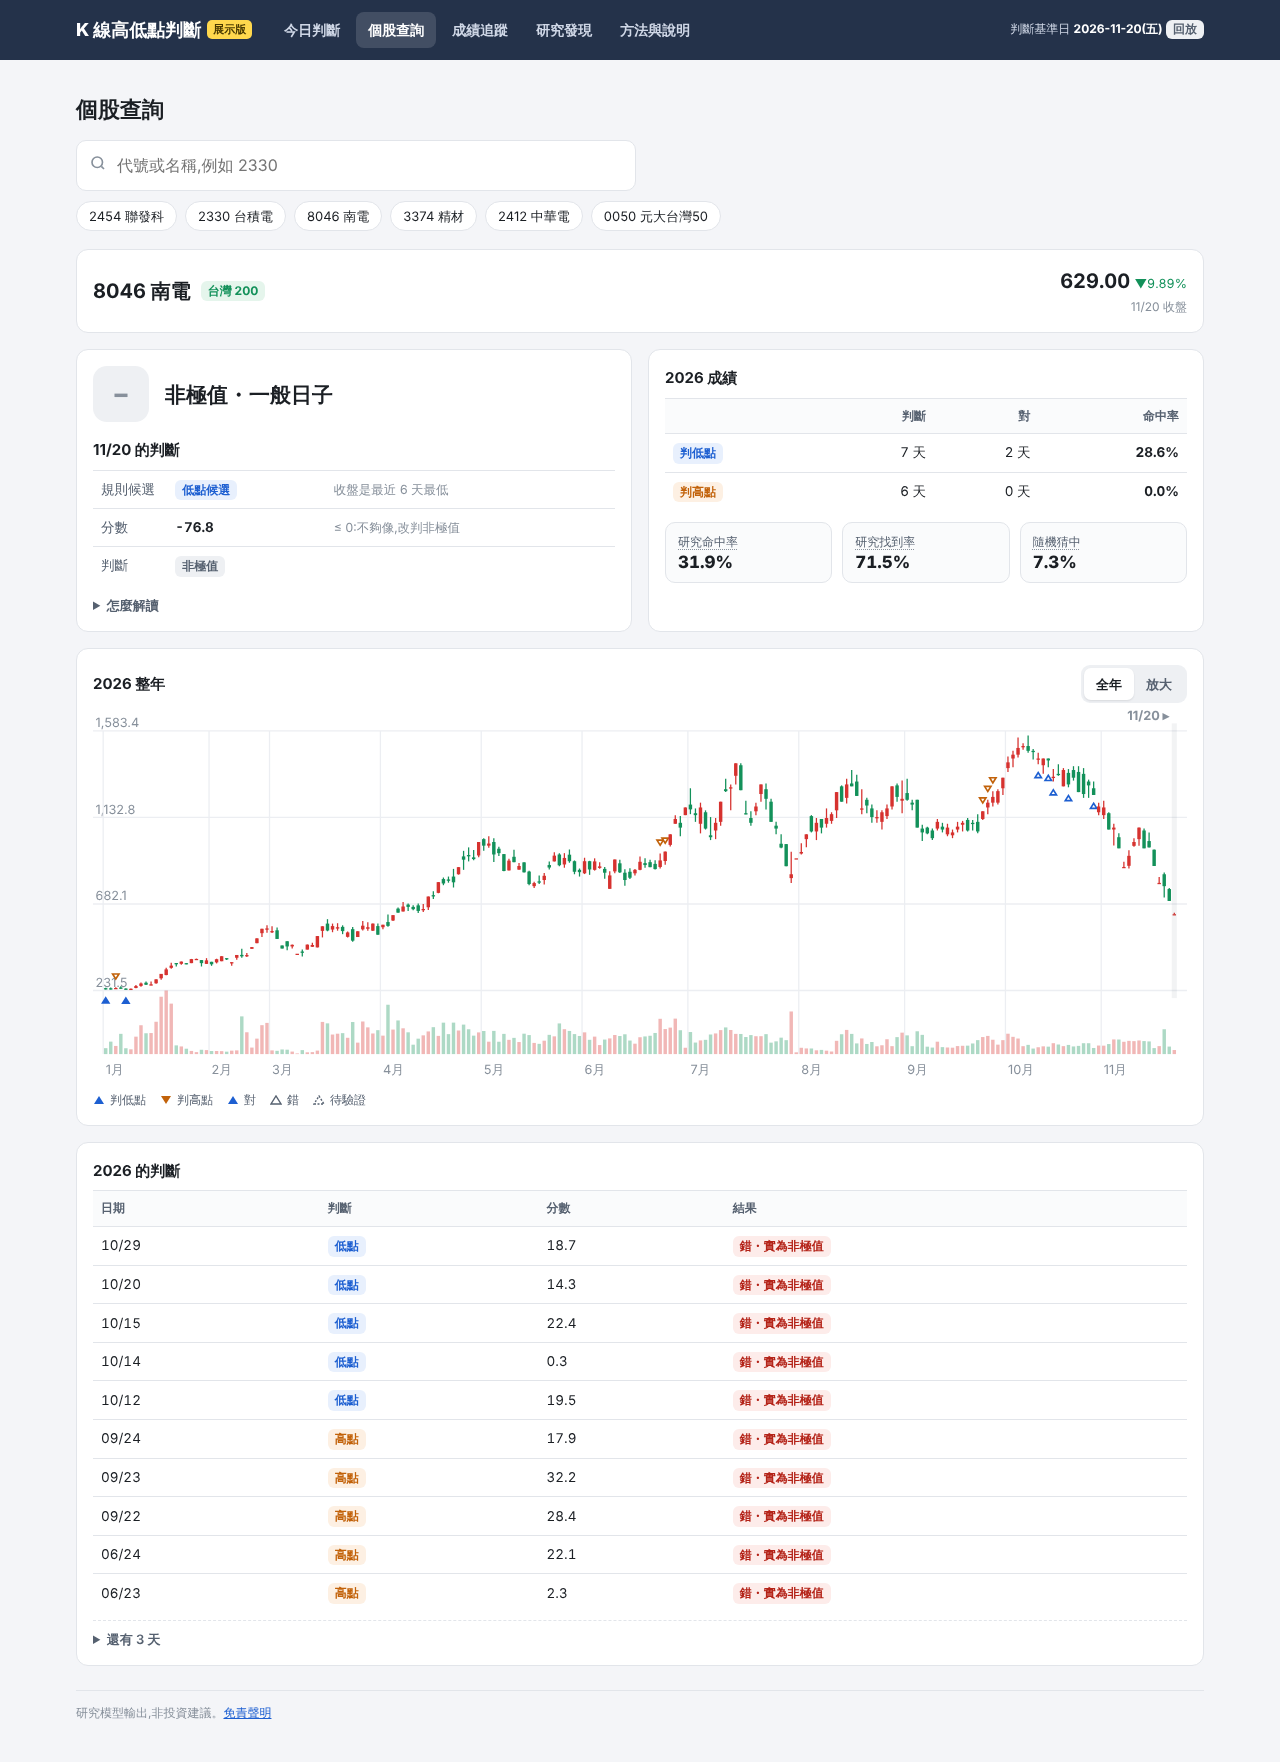 K 線高低點判斷 展示版 今日判斷 個股查詢 成績追蹤 研究發現 方法與說明 判斷基準日 2026-11-20(五) 回放
個股查詢
代號或名稱,例如 2330
2454 聯發科 2330 台積電 8046 南電 3374 精材 2412 中華電 0050 元大台灣50
8046 南電 台灣 200
629.00 ▼9.89%
11/20 收盤
– 非極值・一般日子
11/20 的判斷
規則候選 低點候選 收盤是最近 6 天最低
分數 -76.8 ≤ 0:不夠像,改判非極值
判斷 非極值
▶ 怎麼解讀
2026 成績
判斷 對 命中率
判低點 7 天 2 天 28.6%
判高點 6 天 0 天 0.0%
研究命中率 研究找到率 隨機猜中
31.9% 71.5% 7.3%
2026 整年 全年 放大
11/20 ▸
1,583.4
1,132.8
682.1
231.5
1月 2月 3月 4月 5月 6月 7月 8月 9月 10月 11月
▲ 判低點 ▼ 判高點 ▲ 對 △ 錯 △ 待驗證
2026 的判斷
日期 判斷 分數 結果
10/29 低點 18.7 錯・實為非極值
10/20 低點 14.3 錯・實為非極值
10/15 低點 22.4 錯・實為非極值
10/14 低點 0.3 錯・實為非極值
10/12 低點 19.5 錯・實為非極值
09/24 高點 17.9 錯・實為非極值
09/23 高點 32.2 錯・實為非極值
09/22 高點 28.4 錯・實為非極值
06/24 高點 22.1 錯・實為非極值
06/23 高點 2.3 錯・實為非極值
▶ 還有 3 天
研究模型輸出,非投資建議。免責聲明